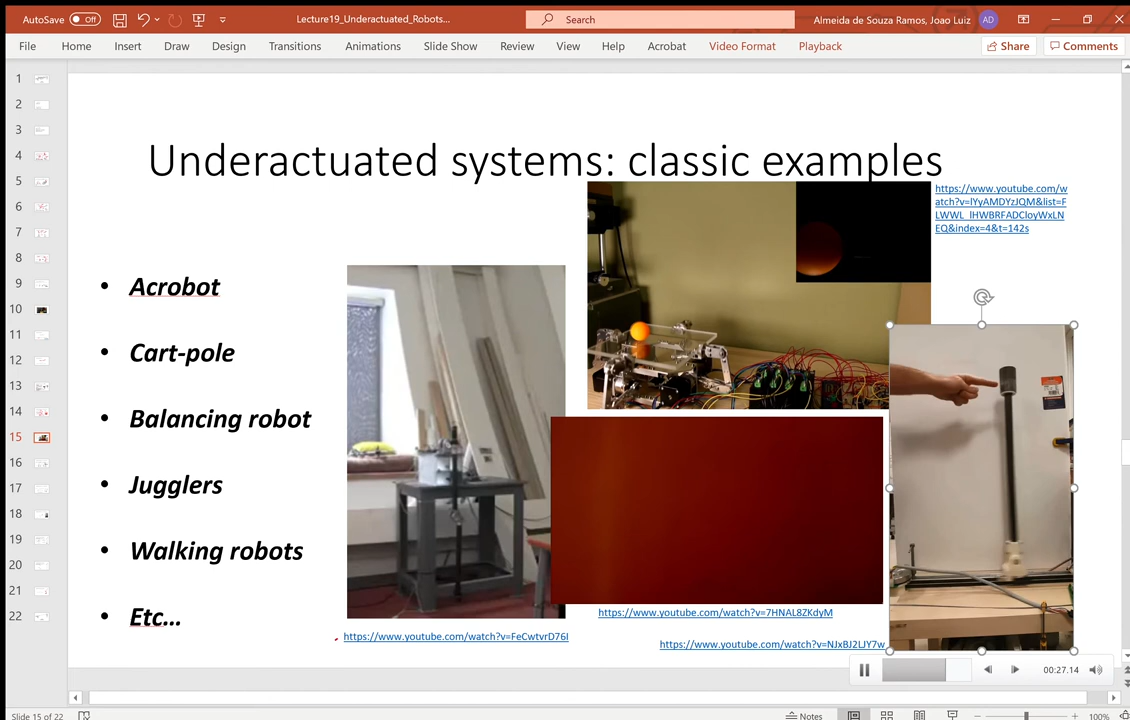 AutoSave Off Lecture19_Underactuated_Robots... Search Almeida de Souza Ramos, Joao Luiz AD
File Home Insert Draw Design Transitions Animations Slide Show Review View Help Acrobat Video Format Playback Share Comments
1
2
3
4
5
6
7
8
9
10
11
12
13
14
15
16
17
18
19
20
21
22
Underactuated systems: classic examples
https://www.youtube.com/w
atch?v=lYyAMDYzJQM&list=F
LWWL_lHWBRFADCloyWxLN
EQ&index=4&t=142s
• Acrobot
• Cart-pole
• Balancing robot
• Jugglers
• Walking robots
• Etc...
https://www.youtube.com/watch?v=7HNAL8ZKdyM
https://www.youtube.com/watch?v=FeCwtvrD76I
https://www.youtube.com/watch?v=NJxBJ2LJY7w
00:27.14
Slide 15 of 22 Notes 100%